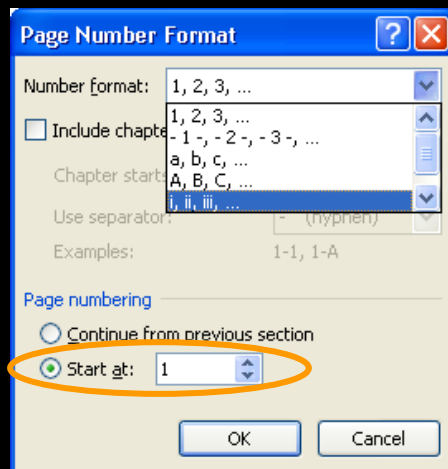 Page Number Format
Number format: 1, 2, 3, ...
1, 2, 3, ...
Include chapte
- 1 -, - 2 -, - 3 -, ...
a, b, c, ...
Chapter starts
A, B, C, ...
i, ii, iii, ...
Use separator: - (hyphen)
Examples: 1-1, 1-A
Page numbering
Continue from previous section
Start at: 1
OK Cancel